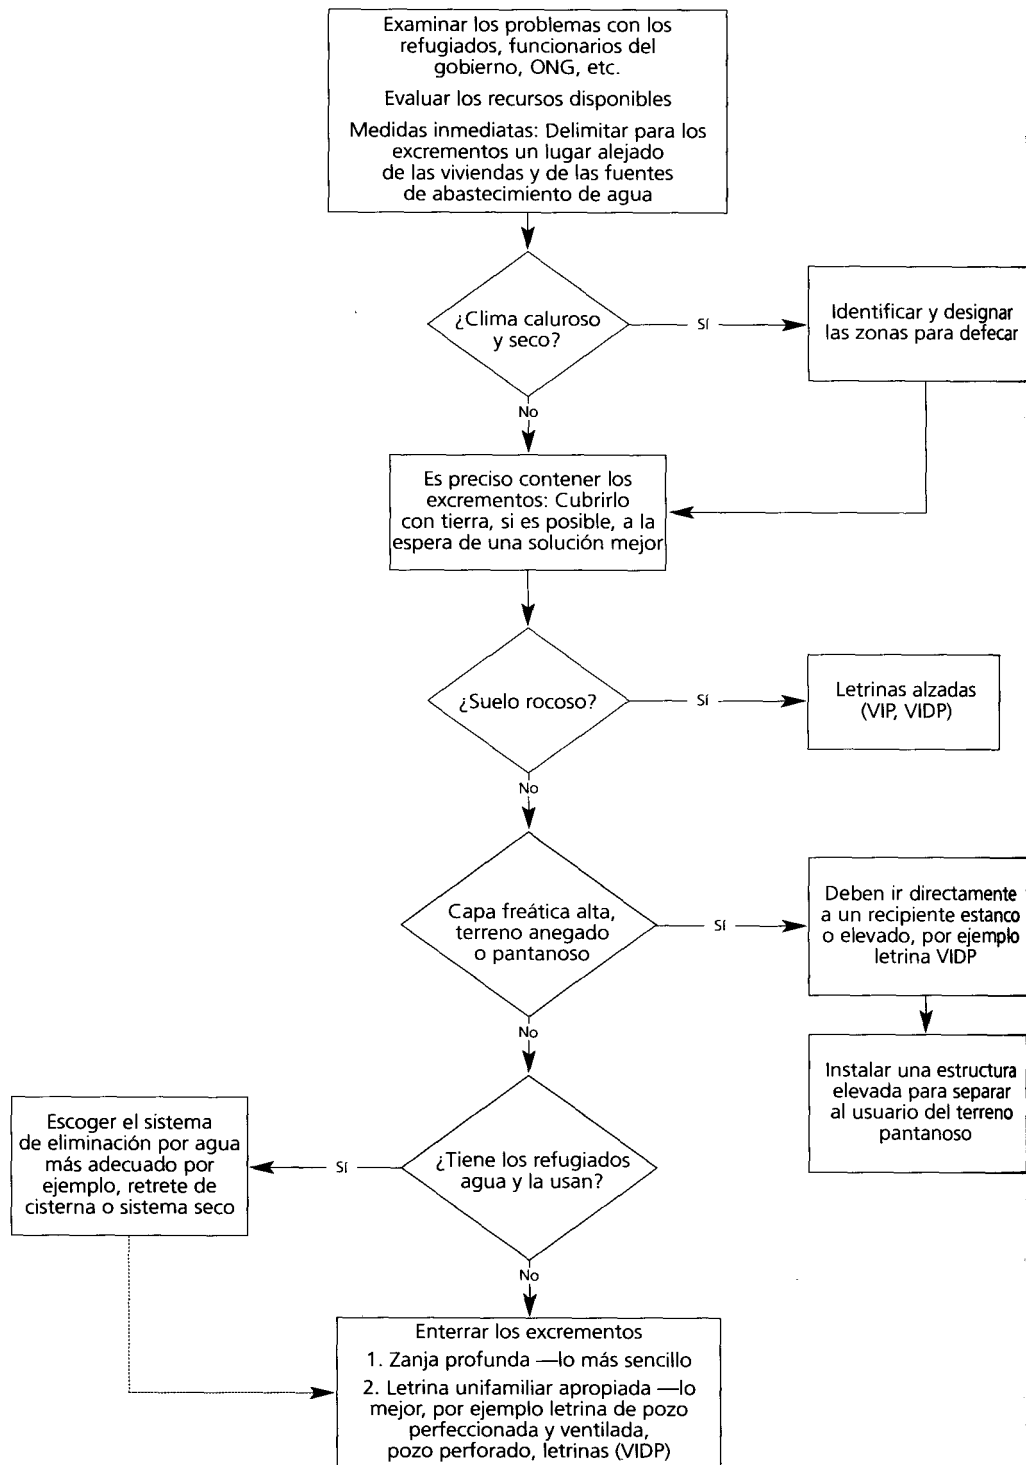 Examinar los problemas con los
refugiados, funcionarios del
gobierno, ONG, etc.
Evaluar los recursos disponibles
Medidas inmediatas: Delimitar para los
excrementos un lugar alejado
de las viviendas y de las fuentes
de abastecimiento de agua
¿Clima caluroso
y seco?
Sí
Identificar y designar
las zonas para defecar
No
Es preciso contener los
excrementos: Cubrirlo
con tierra, si es posible, a la
espera de una solución mejor
¿Suelo rocoso?
Sí
Letrinas alzadas
(VIP, VIDP)
No
Capa freática alta,
terreno anegado
o pantanoso
Sí
Deben ir directamente
a un recipiente estanco
o elevado, por ejemplo
letrina VIDP
Instalar una estructura
elevada para separar
al usuario del terreno
pantanoso
No
¿Tiene los refugiados
agua y la usan?
Sí
Escoger el sistema
de eliminación por agua
más adecuado por
ejemplo, retrete de
cisterna o sistema seco
No
Enterrar los excrementos
1. Zanja profunda —lo más sencillo
2. Letrina unifamiliar apropiada —lo
mejor, por ejemplo letrina de pozo
perfeccionada y ventilada,
pozo perforado, letrinas (VIDP)